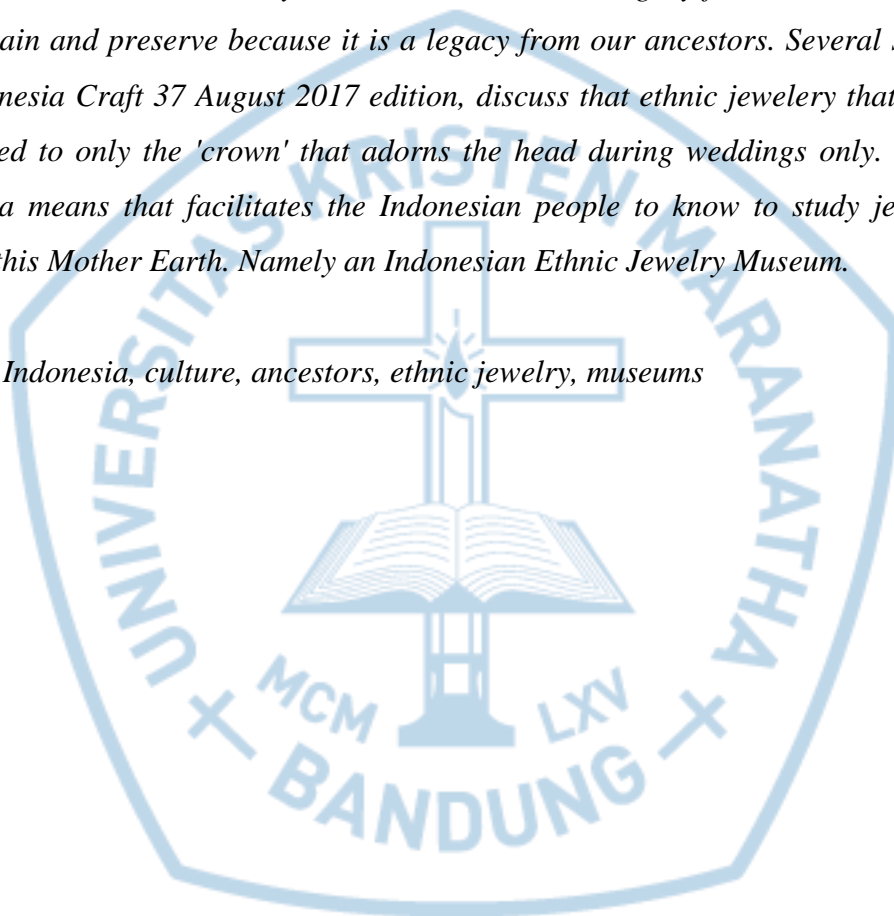 ain and preserve because it is a legacy from our ancestors. Several s
nesia Craft 37 August 2017 edition, discuss that ethnic jewelery that
ed to only the 'crown' that adorns the head during weddings only.
a means that facilitates the Indonesian people to know to study je
this Mother Earth. Namely an Indonesian Ethnic Jewelry Museum.
Indonesia, culture, ancestors, ethnic jewelry, museums
UNIVERSITAS KRISTEN MARANATHA
MCM LXV
BANDUNG